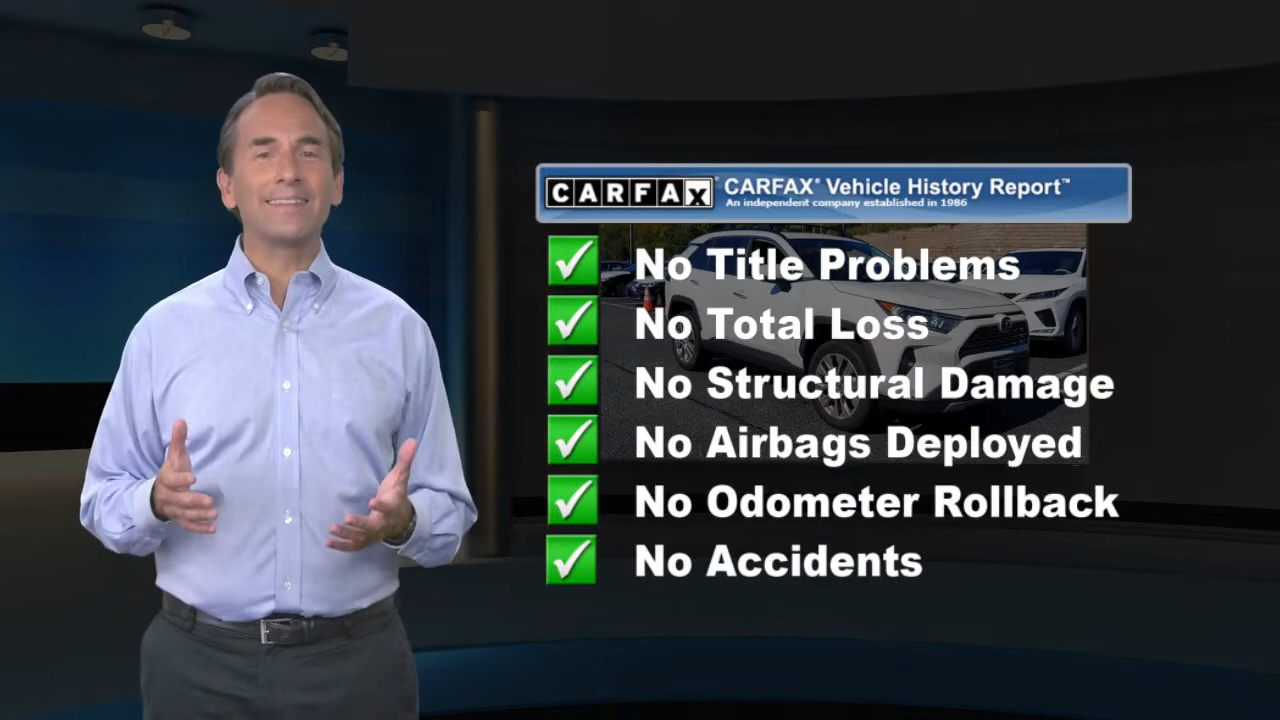 CARFAX® CARFAX® Vehicle History Report™
An independent company established in 1986
No Title Problems
No Total Loss
No Structural Damage
No Airbags Deployed
No Odometer Rollback
No Accidents